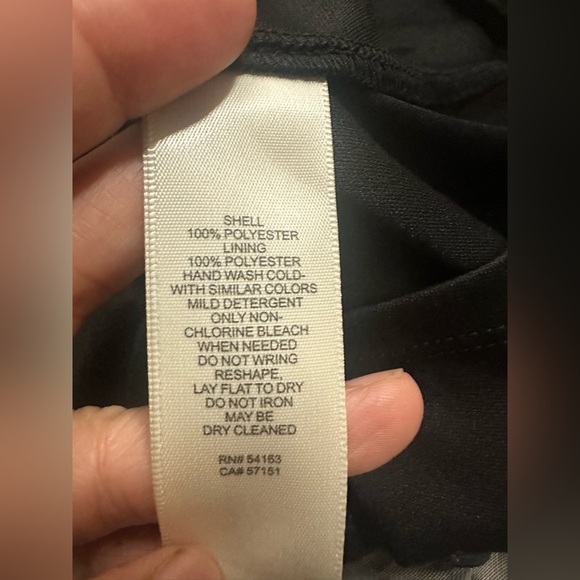 SHELL
100% POLYESTER
LINING
100% POLYESTER
HAND WASH COLD-
WITH SIMILAR COLORS
MILD DETERGENT
ONLY NON-
CHLORINE BLEACH
WHEN NEEDED
DO NOT WRING
RESHAPE,
LAY FLAT TO DRY
DO NOT IRON
MAY BE
DRY CLEANED
RN# 54163
CA# 57151